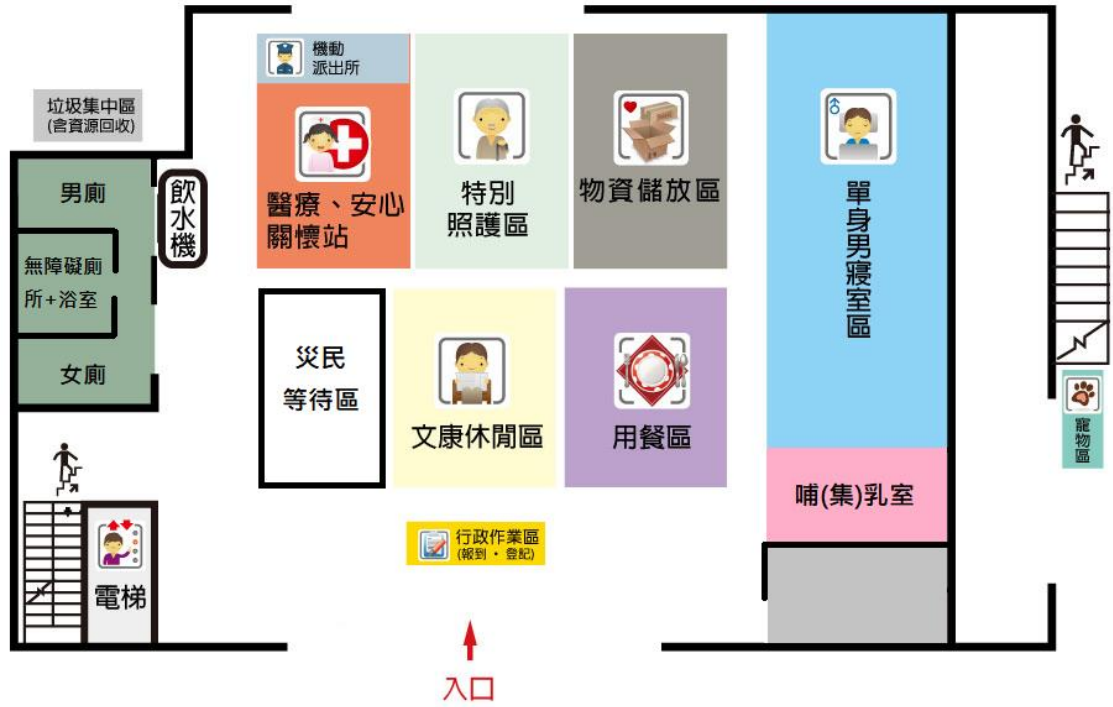 機動
派出所
垃圾集中區
(含資源回收)
醫療、安心
關懷站
特別
照護區
物資儲放區
單身男寢室區
男廁
飲水機
無障礙廁
所+浴室
女廁
災民
等待區
文康休閒區
用餐區
寵物區
哺(集)乳室
行政作業區
(報到・登記)
電梯
入口